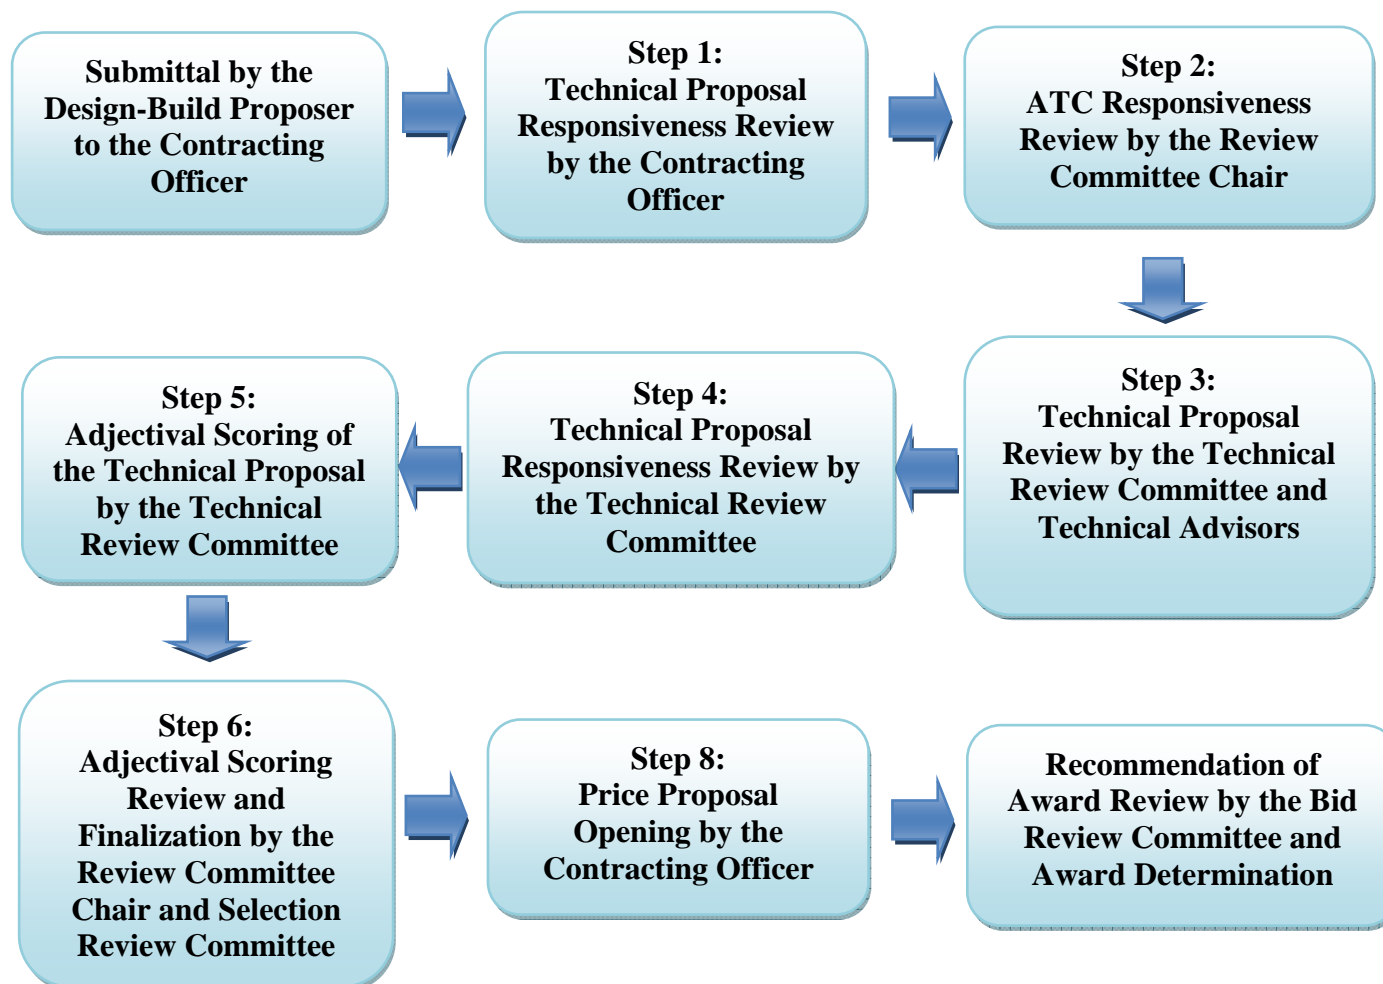 Submittal by the
Design-Build Proposer
to the Contracting
Officer
Step 1:
Technical Proposal
Responsiveness Review
by the Contracting
Officer
Step 2:
ATC Responsiveness
Review by the Review
Committee Chair
Step 3:
Technical Proposal
Review by the Technical
Review Committee and
Technical Advisors
Step 4:
Technical Proposal
Responsiveness Review by
the Technical Review
Committee
Step 5:
Adjectival Scoring of
the Technical Proposal
by the Technical
Review Committee
Step 6:
Adjectival Scoring
Review and
Finalization by the
Review Committee
Chair and Selection
Review Committee
Step 8:
Price Proposal
Opening by the
Contracting Officer
Recommendation of
Award Review by the Bid
Review Committee and
Award Determination